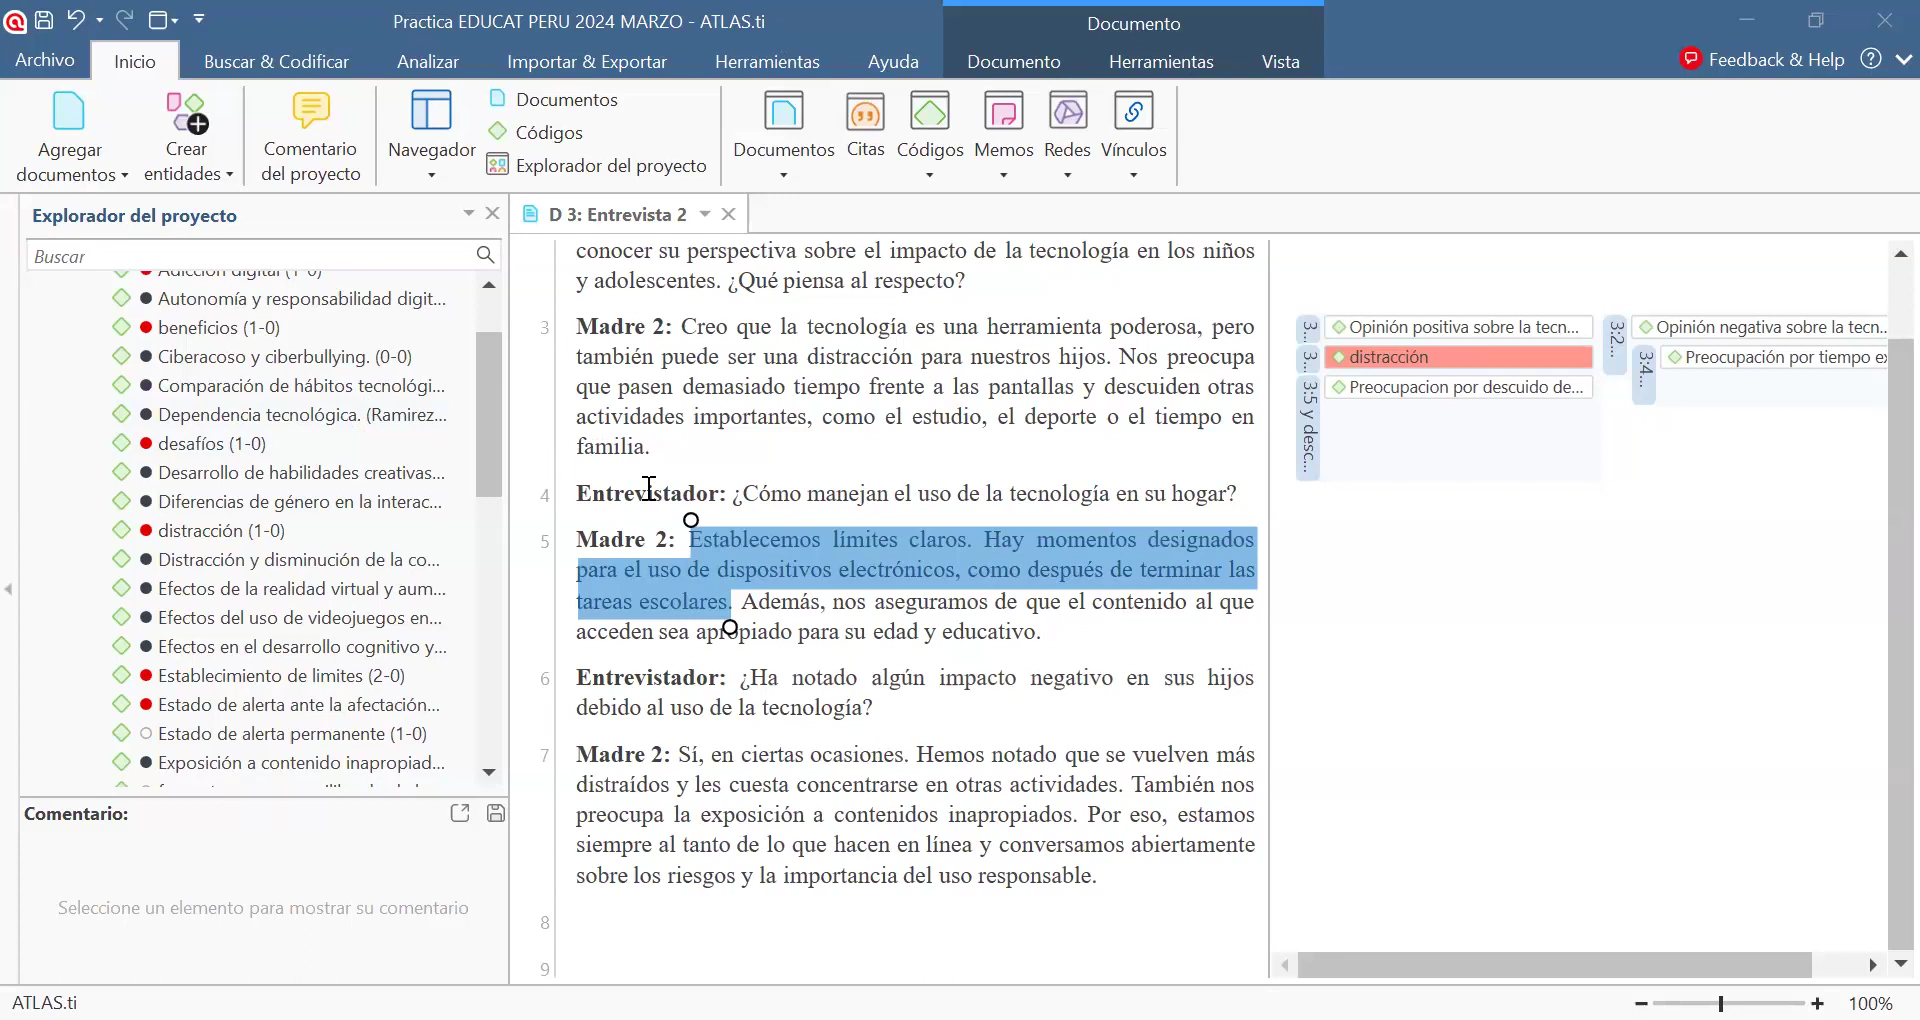 Practica EDUCAT PERU 2024 MARZO - ATLAS.ti
Documento
Archivo
Inicio
Buscar & Codificar
Analizar
Importar & Exportar
Herramientas
Ayuda
Documento
Herramientas
Vista
Feedback & Help
Agregar
documentos
Crear
entidades
Comentario
del proyecto
Navegador
Documentos
Códigos
Explorador del proyecto
Documentos
Citas
Códigos
Memos
Redes
Vínculos
Explorador del proyecto
Buscar
Adicción digital (1-0)
Autonomía y responsabilidad digit...
beneficios (1-0)
Ciberacoso y ciberbullying. (0-0)
Comparación de hábitos tecnológi...
Dependencia tecnológica. (Ramirez...
desafíos (1-0)
Desarrollo de habilidades creativas...
Diferencias de género en la interac...
distracción (1-0)
Distracción y disminución de la co...
Efectos de la realidad virtual y aum...
Efectos del uso de videojuegos en...
Efectos en el desarrollo cognitivo y...
Establecimiento de limites (2-0)
Estado de alerta ante la afectación...
Estado de alerta permanente (1-0)
Exposición a contenido inapropiad...
Comentario:
Seleccione un elemento para mostrar su comentario
D 3: Entrevista 2
conocer su perspectiva sobre el impacto de la tecnología en los niños
y adolescentes. ¿Qué piensa al respecto?
3 Madre 2: Creo que la tecnología es una herramienta poderosa, pero
también puede ser una distracción para nuestros hijos. Nos preocupa
que pasen demasiado tiempo frente a las pantallas y descuiden otras
actividades importantes, como el estudio, el deporte o el tiempo en
familia.
4 Entrevistador: ¿Cómo manejan el uso de la tecnología en su hogar?
5 Madre 2: Establecemos límites claros. Hay momentos designados
para el uso de dispositivos electrónicos, como después de terminar las
tareas escolares. Además, nos aseguramos de que el contenido al que
acceden sea apropiado para su edad y educativo.
6 Entrevistador: ¿Ha notado algún impacto negativo en sus hijos
debido al uso de la tecnología?
7 Madre 2: Sí, en ciertas ocasiones. Hemos notado que se vuelven más
distraídos y les cuesta concentrarse en otras actividades. También nos
preocupa la exposición a contenidos inapropiados. Por eso, estamos
siempre al tanto de lo que hacen en línea y conversamos abiertamente
sobre los riesgos y la importancia del uso responsable.
8
9
3... Opinión positiva sobre la tecn...
3:2... Opinión negativa sobre la tecn...
3... distracción
3:4... Preocupación por tiempo ex
3:5 y desc... Preocupacion por descuido de...
ATLAS.ti
100%